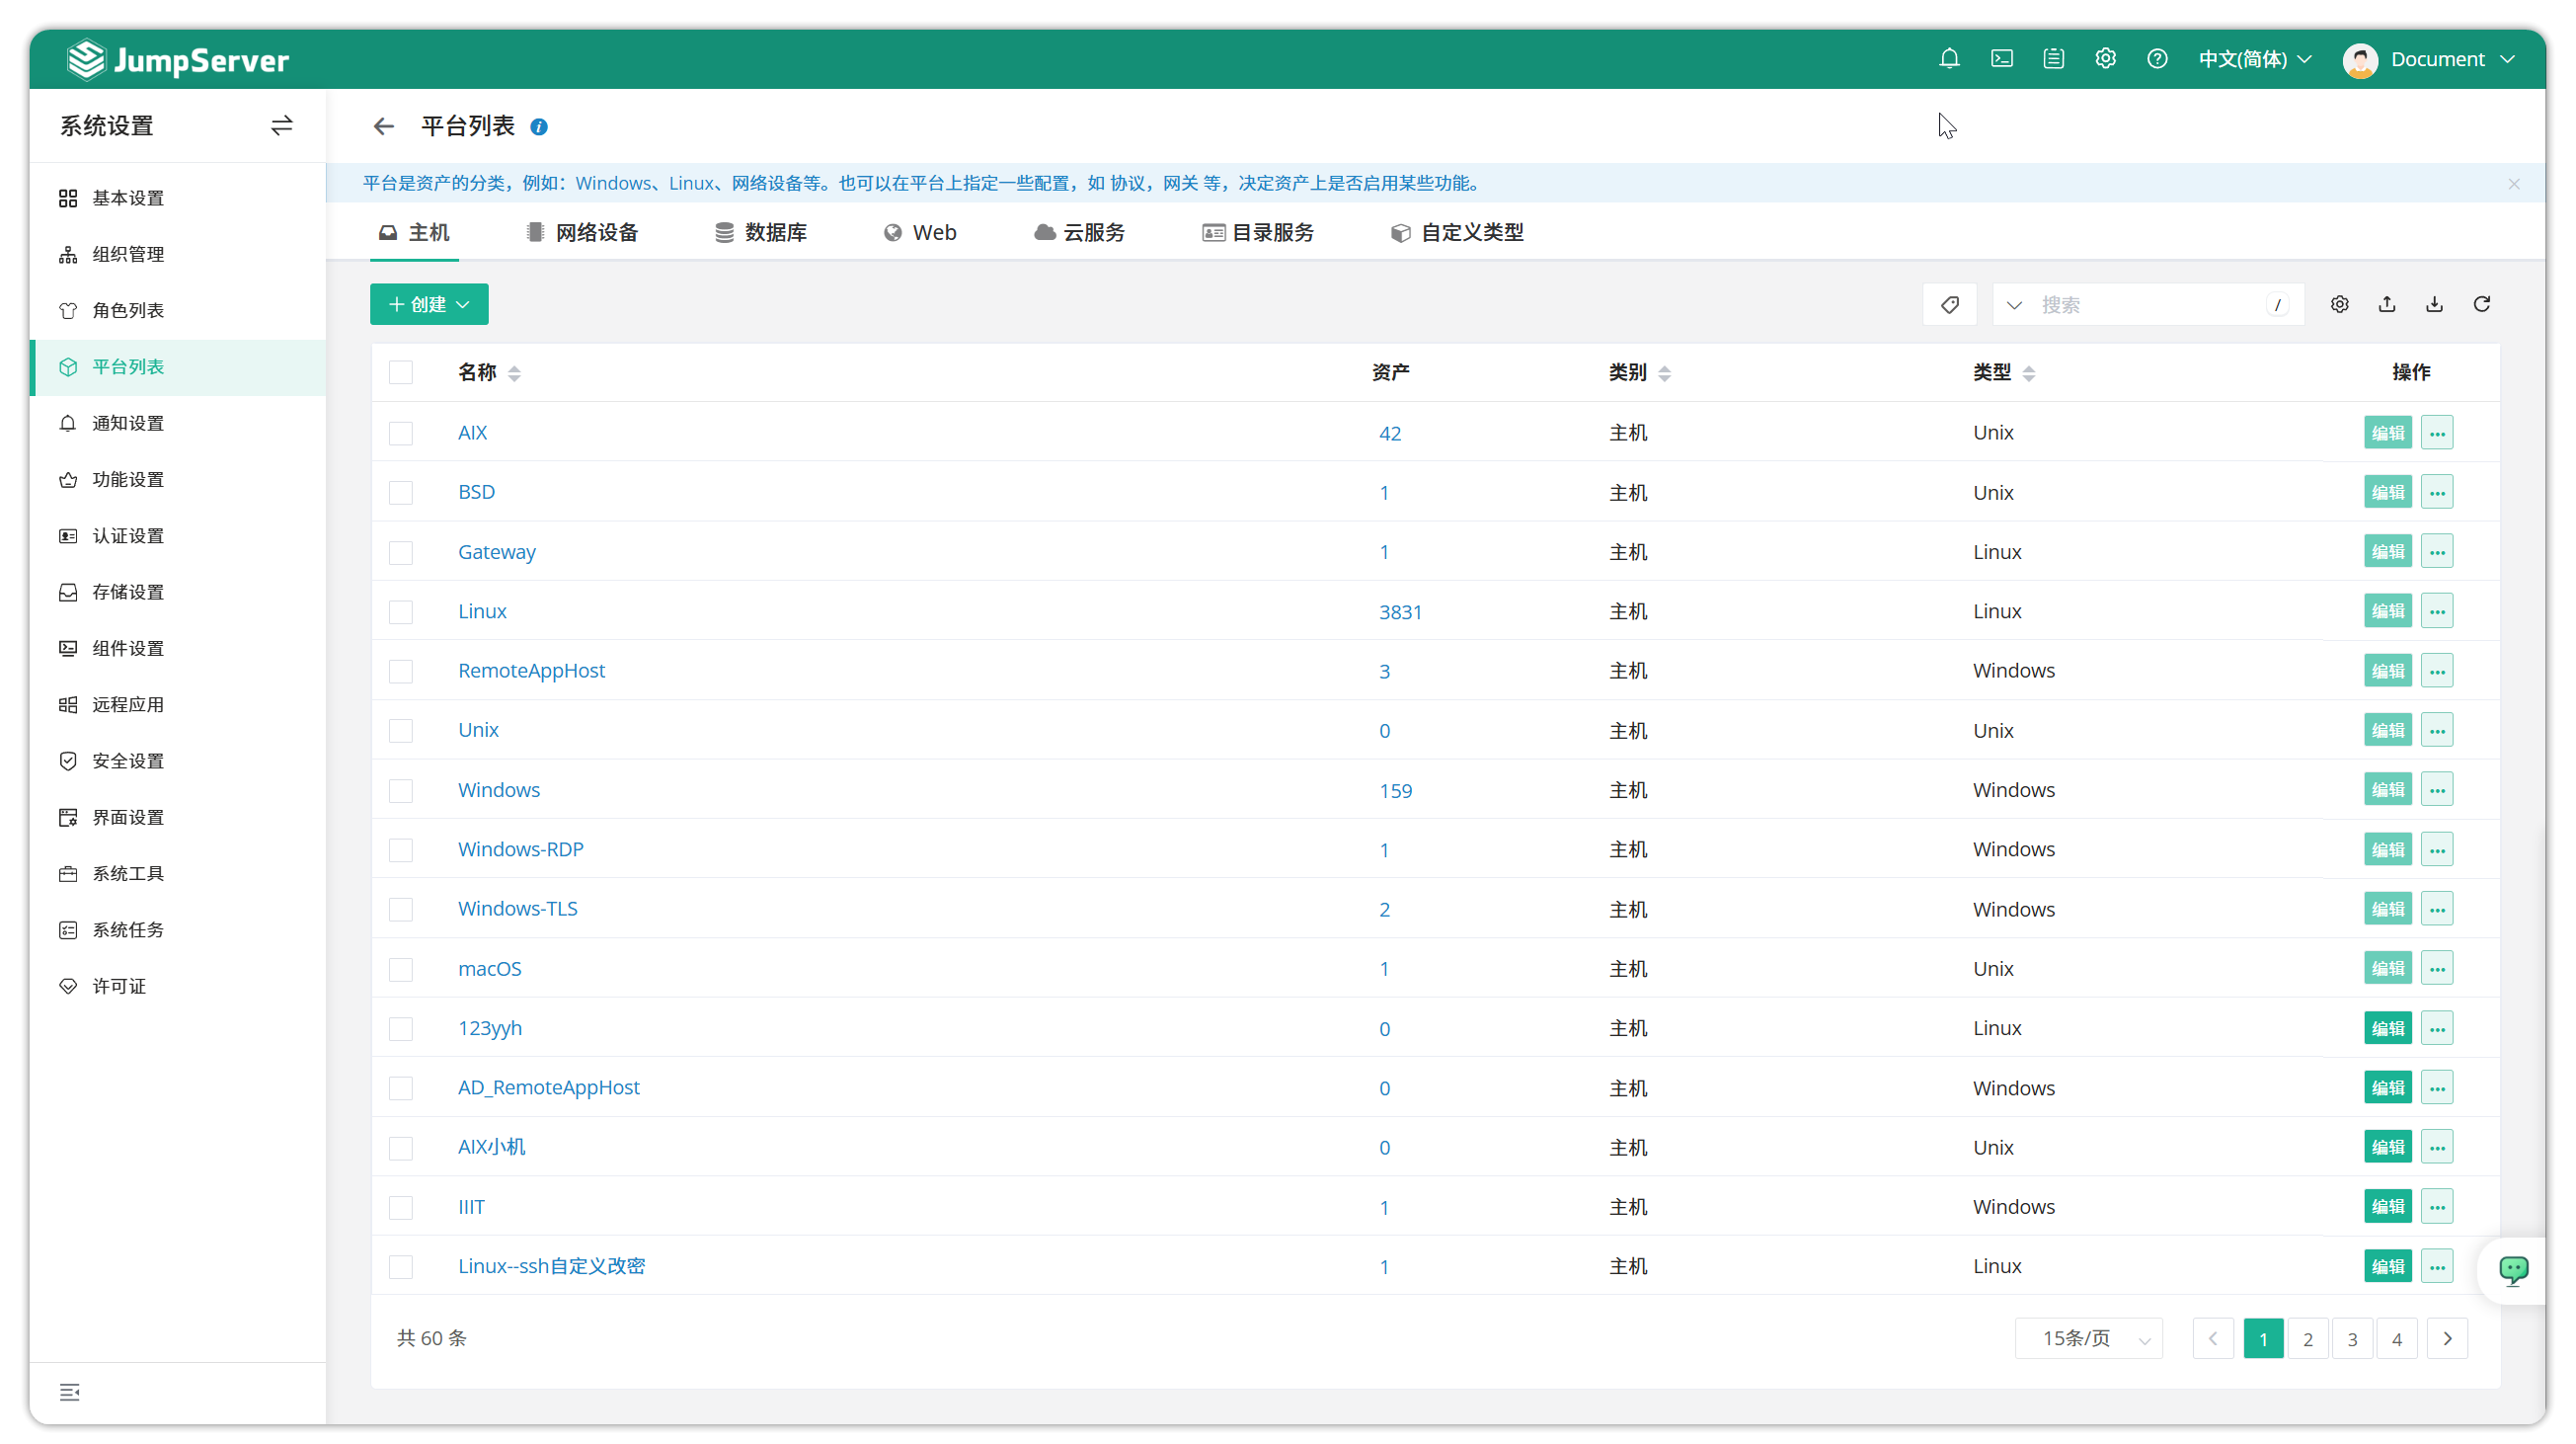 JumpServer
中文(简体)
Document
系统设置
平台列表
平台是资产的分类，例如：Windows、Linux、网络设备等。也可以在平台上指定一些配置，如 协议，网关 等，决定资产上是否启用某些功能。
基本设置
组织管理
角色列表
平台列表
通知设置
功能设置
认证设置
存储设置
组件设置
远程应用
安全设置
界面设置
系统工具
系统任务
许可证
主机 网络设备 数据库 Web 云服务 目录服务 自定义类型
创建
搜索 /
名称 资产 类别 类型 操作
AIX 42 主机 Unix 编辑 ...
BSD 1 主机 Unix 编辑 ...
Gateway 1 主机 Linux 编辑 ...
Linux 3831 主机 Linux 编辑 ...
RemoteAppHost 3 主机 Windows 编辑 ...
Unix 0 主机 Unix 编辑 ...
Windows 159 主机 Windows 编辑 ...
Windows-RDP 1 主机 Windows 编辑 ...
Windows-TLS 2 主机 Windows 编辑 ...
macOS 1 主机 Unix 编辑 ...
123yyh 0 主机 Linux 编辑 ...
AD_RemoteAppHost 0 主机 Windows 编辑 ...
AIX小机 0 主机 Unix 编辑 ...
IIIT 1 主机 Windows 编辑 ...
Linux--ssh自定义改密 1 主机 Linux 编辑 ...
共 60 条
15条/页
1 2 3 4